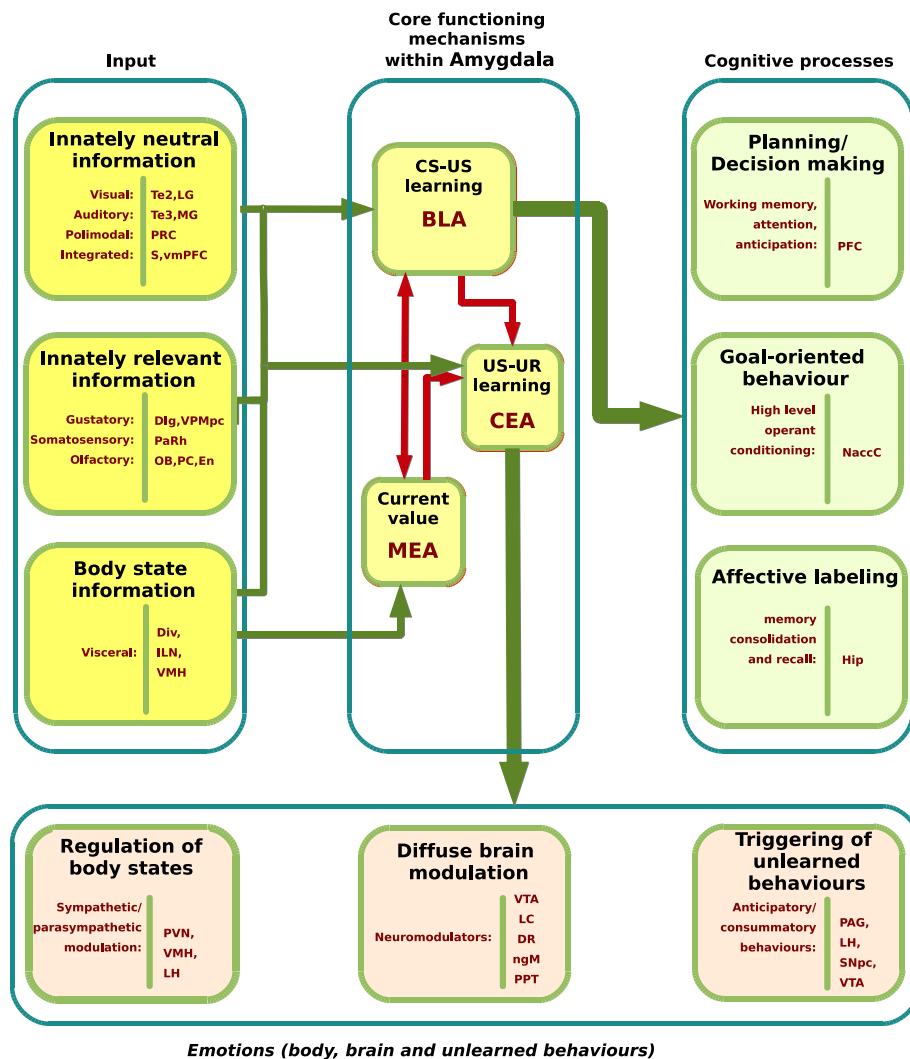 Input
Core functioning
mechanisms
within Amygdala
Cognitive processes
Innately neutral
information
Visual: Te2,LG
Auditory: Te3,MG
Polimodal: PRC
Integrated: S,vmPFC
Innately relevant
information
Gustatory: DIg,VPMpc
Somatosensory: PaRh
Olfactory: OB,PC,En
Body state
information
Visceral:
Div,
ILN,
VMH
CS-US
learning
BLA
US-UR
learning
CEA
Current
value
MEA
Planning/
Decision making
Working memory,
attention,
anticipation: PFC
Goal-oriented
behaviour
High level
operant
conditioning: NaccC
Affective labeling
memory
consolidation
and recall: Hip
Regulation of
body states
Sympathetic/
parasympathetic
modulation:
PVN,
VMH,
LH
Diffuse brain
modulation
Neuromodulators:
VTA
LC
DR
ngM
PPT
Triggering of
unlearned
behaviours
Anticipatory/
consummatory
behaviours:
PAG,
LH,
SNpc,
VTA
Emotions (body, brain and unlearned behaviours)